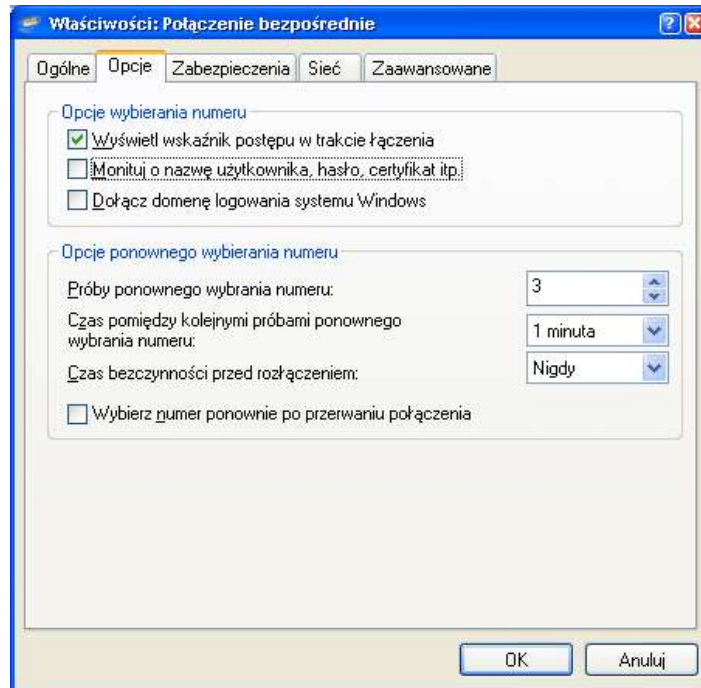 Właściwości: Połączenie bezpośrednie
Ogólne Opcje Zabezpieczenia Sieć Zaawansowane
Opcje wybierania numeru
Wyświetl wskaźnik postępu w trakcie łączenia
Monituj o nazwę użytkownika, hasło, certyfikat itp.
Dołącz domenę logowania systemu Windows
Opcje ponownego wybierania numeru
Próby ponownego wybrania numeru: 3
Czas pomiędzy kolejnymi próbami ponownego
wybrania numeru: 1 minuta
Czas bezczynności przed rozłączeniem: Nigdy
Wybierz numer ponownie po przerwaniu połączenia
OK Anuluj